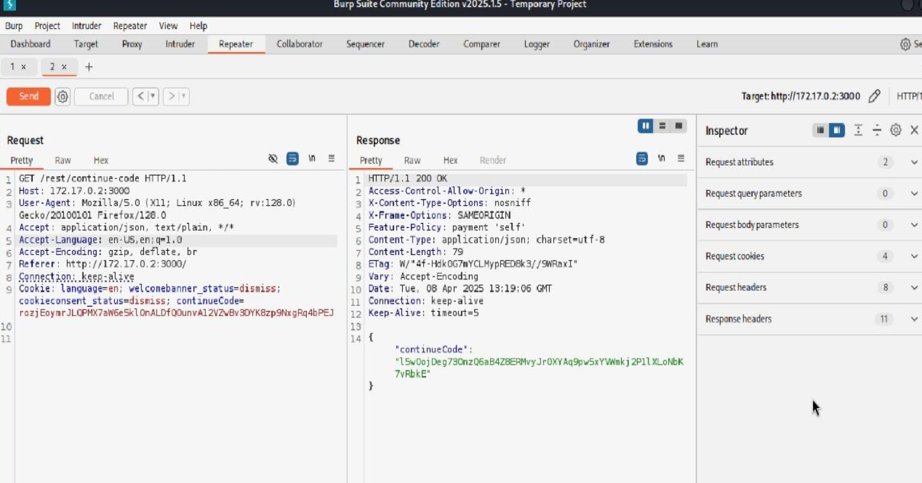 Burp Suite Community Edition v2025.1.5 - Temporary Project
Burp Project Intruder Repeater View Help
Dashboard Target Proxy Intruder Repeater Collaborator Sequencer Decoder Comparer Logger Organizer Extensions Learn
1 × 2 × +
Send Cancel < > Target: http://172.17.0.2:3000
Request
Pretty Raw Hex \n
1 GET /rest/continue-code HTTP/1.1
2 Host: 172.17.0.2:3000
3 User-Agent: Mozilla/5.0 (X11; Linux x86_64; rv:128.0)
Gecko/20100101 Firefox/128.0
4 Accept: application/json, text/plain, */*
5 Accept-Language: en-US,en;q=1.0
6 Accept-Encoding: gzip, deflate, br
7 Referer: http://172.17.0.2:3000/
8 Connection: keep-alive
9 Cookie: language=en; welcomebanner_status=dismiss;
cookieconsent_status=dismiss; continueCode=
10
11
Response
Pretty Raw Hex Render \n
1 HTTP/1.1 200 OK
2 Access-Control-Allow-Origin: *
3 X-Content-Type-Options: nosniff
4 X-Frame-Options: SAMEORIGIN
5 Feature-Policy: payment 'self'
6 Content-Type: application/json; charset=utf-8
7 Content-Length: 79
8 ETag:
9 Vary: Accept-Encoding
10 Date: Tue, 08 Apr 2025 13:19:06 GMT
11 Connection: keep-alive
12 Keep-Alive: timeout=5
13
14 {
"continueCode":
7vRbkE"
}
Inspector
Request attributes 2
Request query parameters 0
Request body parameters 0
Request cookies 4
Request headers 8
Response headers 11